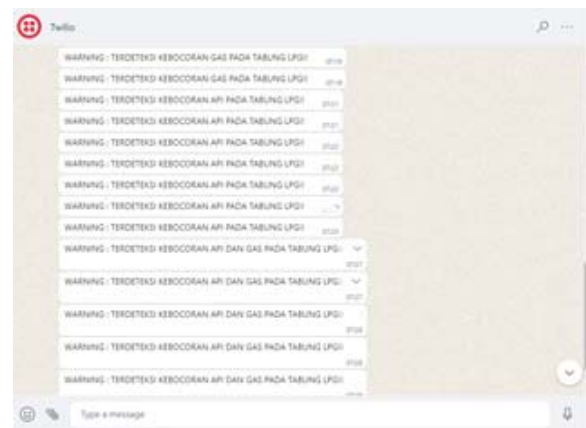 Twilio
WARNING : TERDETEKSI KEBOCORAN GAS PADA TABUNG LPG!!
WARNING : TERDETEKSI KEBOCORAN GAS PADA TABUNG LPG!!
WARNING : TERDETEKSI KEBOCORAN API PADA TABUNG LPG!!
WARNING : TERDETEKSI KEBOCORAN API PADA TABUNG LPG!!
WARNING : TERDETEKSI KEBOCORAN API PADA TABUNG LPG!!
WARNING : TERDETEKSI KEBOCORAN API PADA TABUNG LPG!!
WARNING : TERDETEKSI KEBOCORAN API PADA TABUNG LPG!!
WARNING : TERDETEKSI KEBOCORAN API PADA TABUNG LPG!!
WARNING : TERDETEKSI KEBOCORAN API PADA TABUNG LPG!!
WARNING : TERDETEKSI KEBOCORAN API DAN GAS PADA TABUNG LPG!!
WARNING : TERDETEKSI KEBOCORAN API DAN GAS PADA TABUNG LPG!!
WARNING : TERDETEKSI KEBOCORAN API DAN GAS PADA TABUNG LPG!!
WARNING : TERDETEKSI KEBOCORAN API DAN GAS PADA TABUNG LPG!!
WARNING : TERDETEKSI KEBOCORAN API DAN GAS PADA TABUNG LPG!!
Type a message